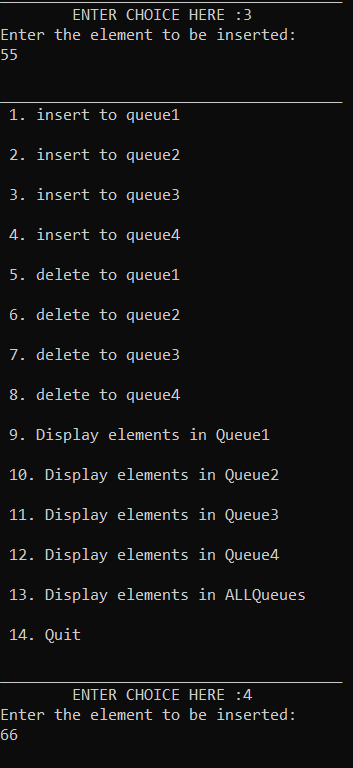 ENTER CHOICE HERE :3
Enter the element to be inserted:
55
1. insert to queue1
2. insert to queue2
3. insert to queue3
4. insert to queue4
5. delete to queue1
6. delete to queue2
7. delete to queue3
8. delete to queue4
9. Display elements in Queue1
10. Display elements in Queue2
11. Display elements in Queue3
12. Display elements in Queue4
13. Display elements in ALLQueues
14. Quit
ENTER CHOICE HERE :4
Enter the element to be inserted:
66